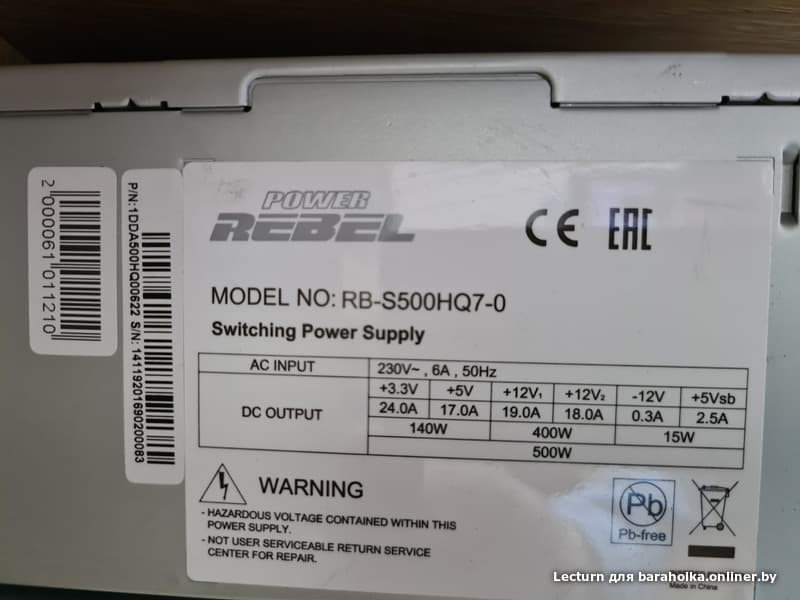 2 000061 011210
P/N:1DDA500HQ00622 S/N: 14119201690200083
POWER
REBEL
CE EAC
MODEL NO: RB-S500HQ7-0
Switching Power Supply
AC INPUT 230V~ , 6A , 50Hz
DC OUTPUT +3.3V +5V +12V₁ +12V₂ -12V +5Vsb
24.0A 17.0A 19.0A 18.0A 0.3A 2.5A
140W 400W 15W
500W
WARNING
- HAZARDOUS VOLTAGE CONTAINED WITHIN THIS
POWER SUPPLY.
- NOT USER SERVICEABLE RETURN SERVICE
CENTER FOR REPAIR.
Pb
Pb-free
Made in China
Lecturn для baraholka.onliner.by